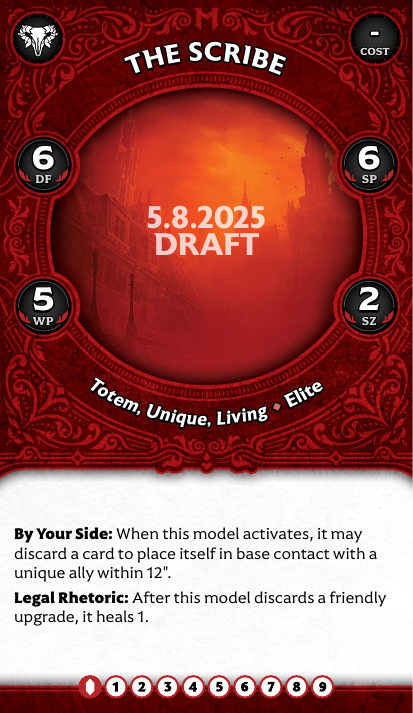 -
COST
THE SCRIBE
6
DF
6
SP
5.8.2025
DRAFT
5
WP
2
SZ
Totem, Unique, Living ♦ Elite
By Your Side: When this model activates, it may
discard a card to place itself in base contact with a
unique ally within 12".
Legal Rhetoric: After this model discards a friendly
upgrade, it heals 1.
1 2 3 4 5 6 7 8 9